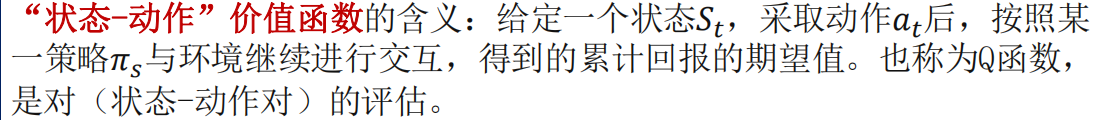 “状态-动作”价值函数的含义：给定一个状态Sₜ，采取动作aₜ后，按照某
一策略πₛ与环境继续进行交互，得到的累计回报的期望值。也称为Q函数，
是对（状态-动作对）的评估。